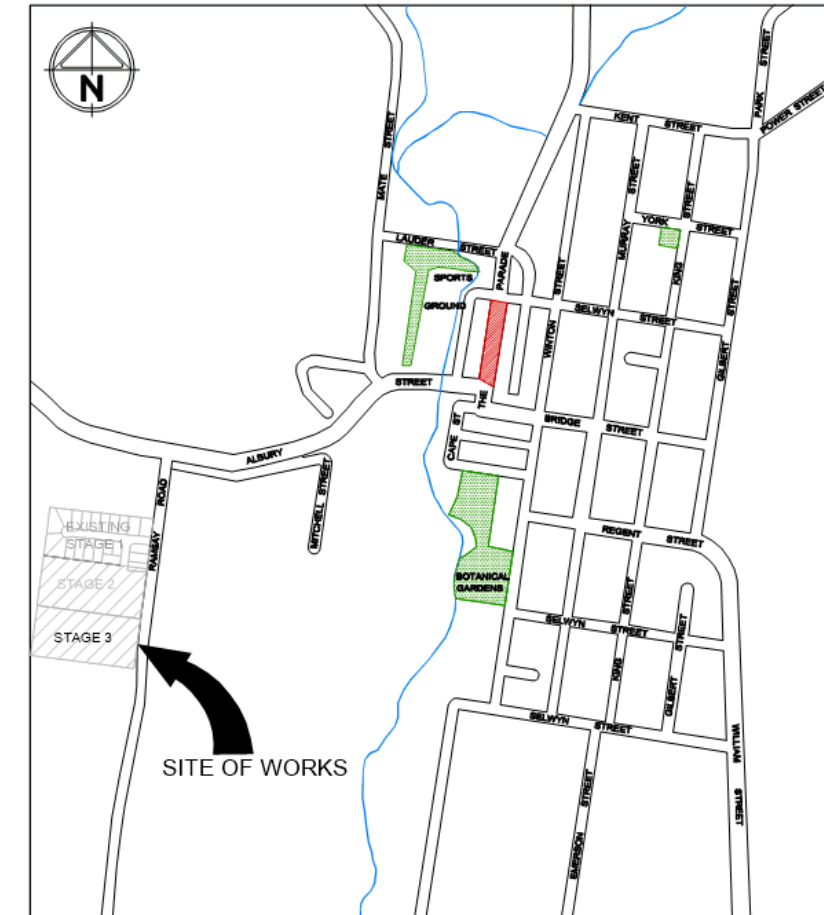 N
MATE STREET
KENT STREET
PARK STREET
POWER STREET
MURRAY STREET
STREET
YORK STREET
KING
LAUDER STREET
SPORTS
GROUND
PARADE
THE
WINTON STREET
SELWYN STREET
GILBERT STREET
STREET
ALBURY
CAPE ST
BRIDGE STREET
MITCHELL STREET
RAMSAY ROAD
EXISTING
STAGE 1
STAGE 2
STAGE 3
REGENT STREET
BOTANICAL
GARDENS
SELWYN STREET
KING STREET
GILBERT STREET
SELWYN STREET
WILLIAM STREET
EMERSON STREET
SITE OF WORKS